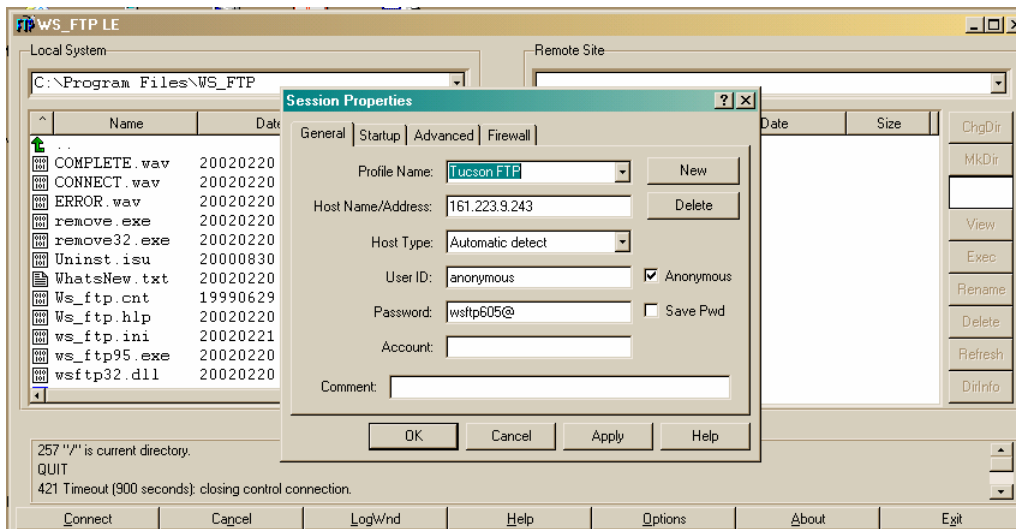 WS_FTP LE
Local System
Remote Site
C:\Program Files\WS_FTP
Session Properties
Name Date Date Size
General Startup Advanced Firewall
ChgDir
..
Profile Name: Tucson FTP New
COMPLETE.wav 20020220
MkDir
CONNECT.wav 20020220
Host Name/Address: 161.223.9.243 Delete
ERROR.wav 20020220
remove.exe 20020220
View
remove32.exe 20020220
Host Type: Automatic detect
Uninst.isu 20000830
Exec
WhatsNew.txt 20020220
User ID: anonymous Anonymous
Rename
Ws_ftp.cnt 19990629
Password: wsftp605@ Save Pwd
Ws_ftp.hlp 20020220
Delete
ws_ftp.ini 20020221
Account:
ws_ftp95.exe 20020220
Refresh
wsftp32.dll 20020220
Comment:
DirInfo
OK Cancel Apply Help
257 "/" is current directory.
QUIT
421 Timeout (900 seconds): closing control connection.
Connect Cancel LogWnd Help Options About Exit